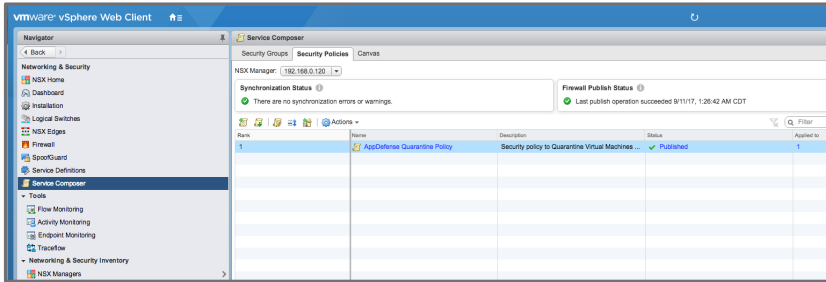 vmware® vSphere Web Client
Navigator
Back
Networking & Security
NSX Home
Dashboard
Installation
Logical Switches
NSX Edges
Firewall
SpoofGuard
Service Definitions
Service Composer
Tools
Flow Monitoring
Activity Monitoring
Endpoint Monitoring
Traceflow
Networking & Security Inventory
NSX Managers
Service Composer
Security Groups Security Policies Canvas
NSX Manager: 192.168.0.120
Synchronization Status
There are no synchronization errors or warnings.
Firewall Publish Status
Last publish operation succeeded 9/11/17, 1:26:42 AM CDT
Actions
Filter
Rank Name Description Status Applied to
1 AppDefense Quarantine Policy Security policy to Quarantine Virtual Machines ... Published 1